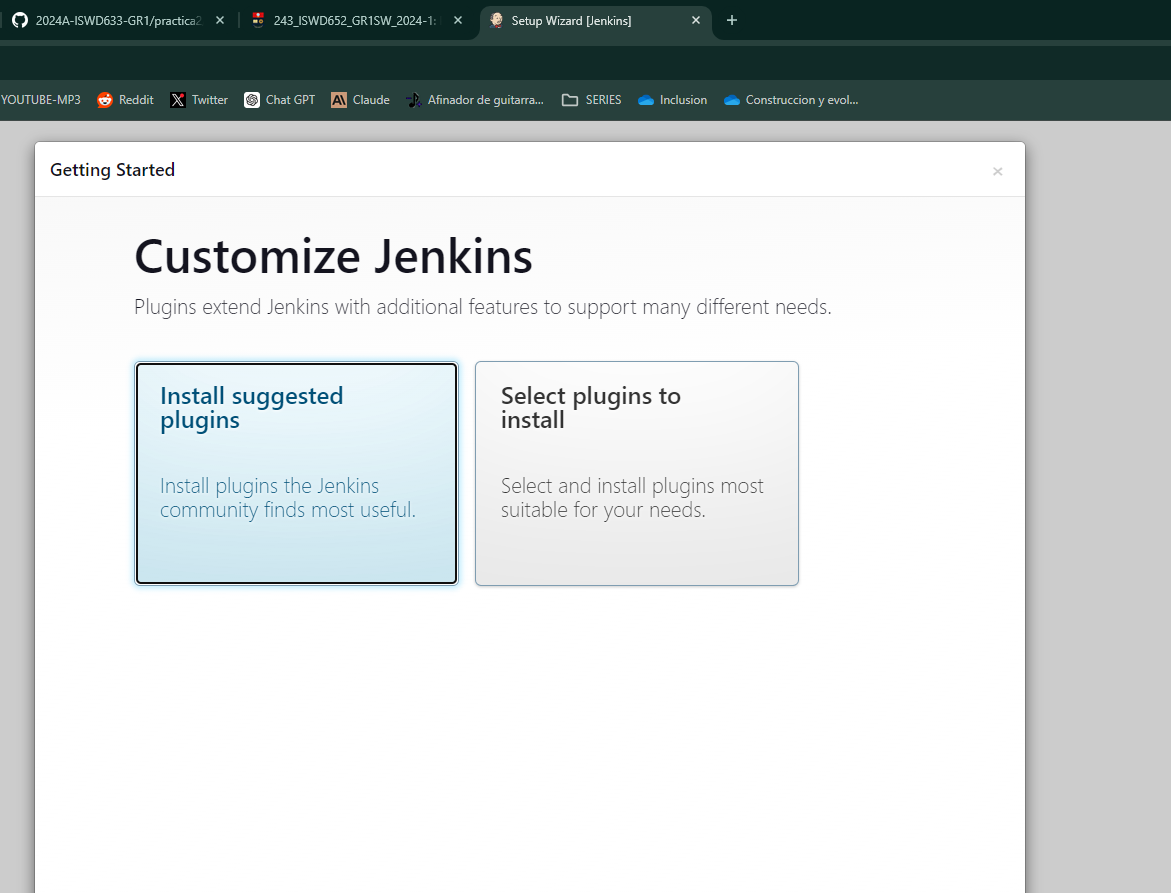 2024A-ISWD633-GR1/practica2
243_ISWD652_GR1SW_2024-1:
Setup Wizard [Jenkins]
YOUTUBE-MP3
Reddit
Twitter
Chat GPT
Claude
Afinador de guitarra...
SERIES
Inclusion
Construccion y evol...
Getting Started
Customize Jenkins
Plugins extend Jenkins with additional features to support many different needs.
Install suggested
plugins
Install plugins the Jenkins
community finds most useful.
Select plugins to
install
Select and install plugins most
suitable for your needs.